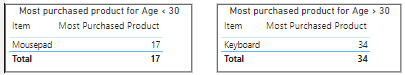 Most purchased product for Age < 30
Item Most Purchased Product
Mousepad 17
Total 17
Most purchased product for Age > 30
Item Most Purchased Product
Keyboard 34
Total 34